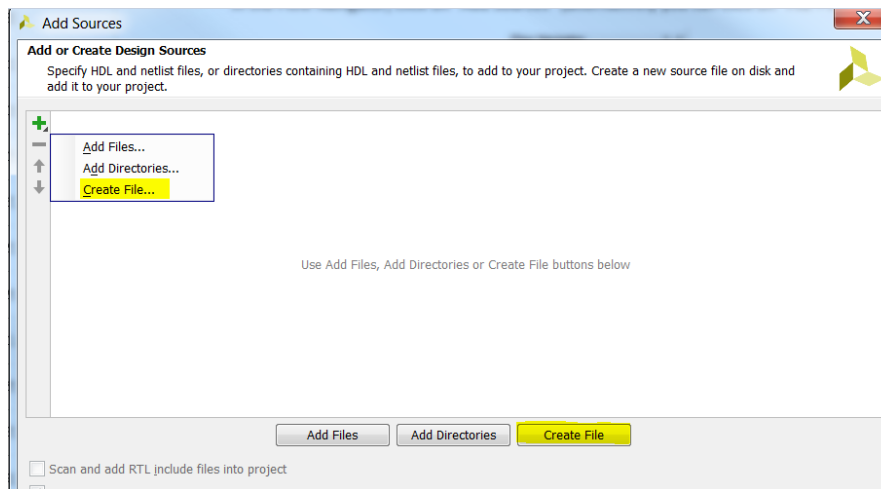 Add Sources
Add or Create Design Sources
Specify HDL and netlist files, or directories containing HDL and netlist files, to add to your project. Create a new source file on disk and
add it to your project.
Add Files...
Add Directories...
Create File...
Use Add Files, Add Directories or Create File buttons below
Add Files Add Directories Create File
Scan and add RTL include files into project